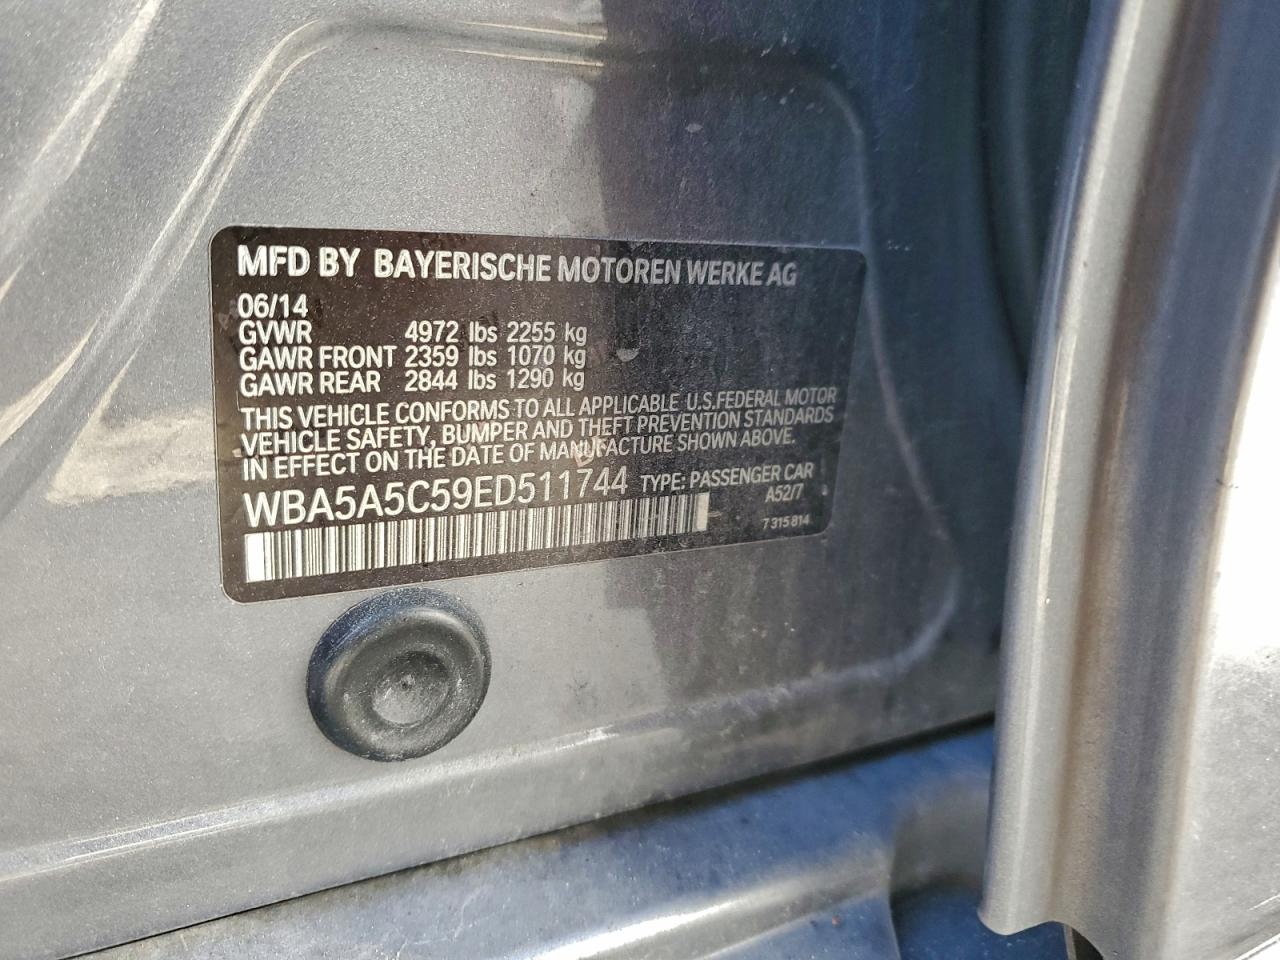 MFD BY BAYERISCHE MOTOREN WERKE AG
06/14
GVWR 4972 lbs 2255 kg
GAWR FRONT 2359 lbs 1070 kg
GAWR REAR 2844 lbs 1290 kg
THIS VEHICLE CONFORMS TO ALL APPLICABLE U.S.FEDERAL MOTOR
VEHICLE SAFETY, BUMPER AND THEFT PREVENTION STANDARDS
IN EFFECT ON THE DATE OF MANUFACTURE SHOWN ABOVE.
WBA5A5C59ED511744 TYPE: PASSENGER CAR
A52/7
7 315 814